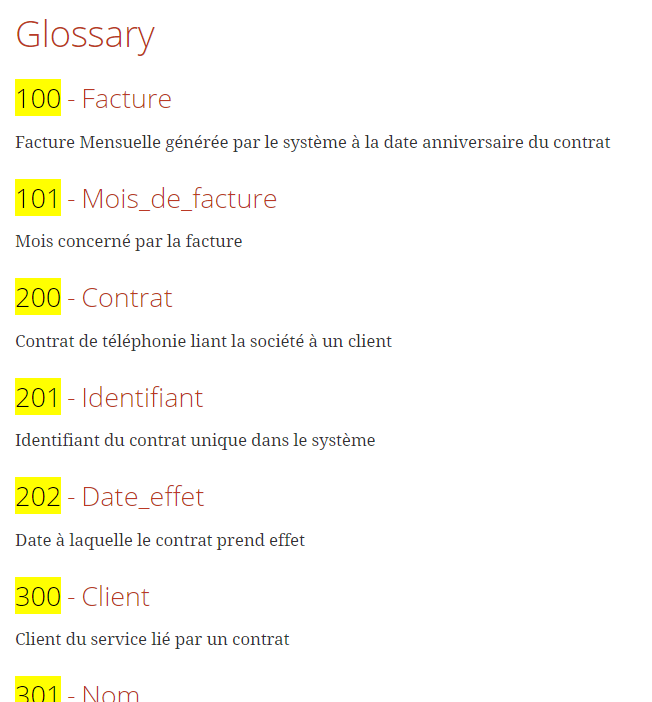 Glossary
100 - Facture
Facture Mensuelle générée par le système à la date anniversaire du contrat
101 - Mois_de_facture
Mois concerné par la facture
200 - Contrat
Contrat de téléphonie liant la société à un client
201 - Identifiant
Identifiant du contrat unique dans le système
202 - Date_effet
Date à laquelle le contrat prend effet
300 - Client
Client du service lié par un contrat
301 - Nom